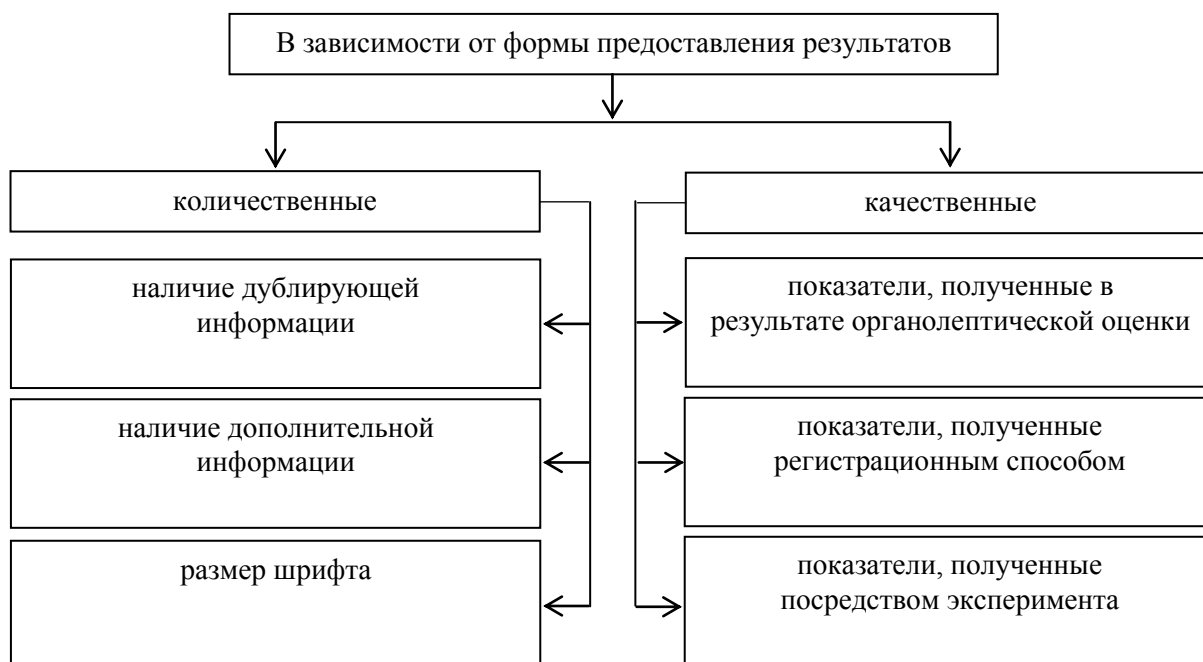 В зависимости от формы предоставления результатов
количественные
наличие дублирующей
информации
наличие дополнительной
информации
размер шрифта
качественные
показатели, полученные в
результате органолептической оценки
показатели, полученные
регистрационным способом
показатели, полученные
посредством эксперимента